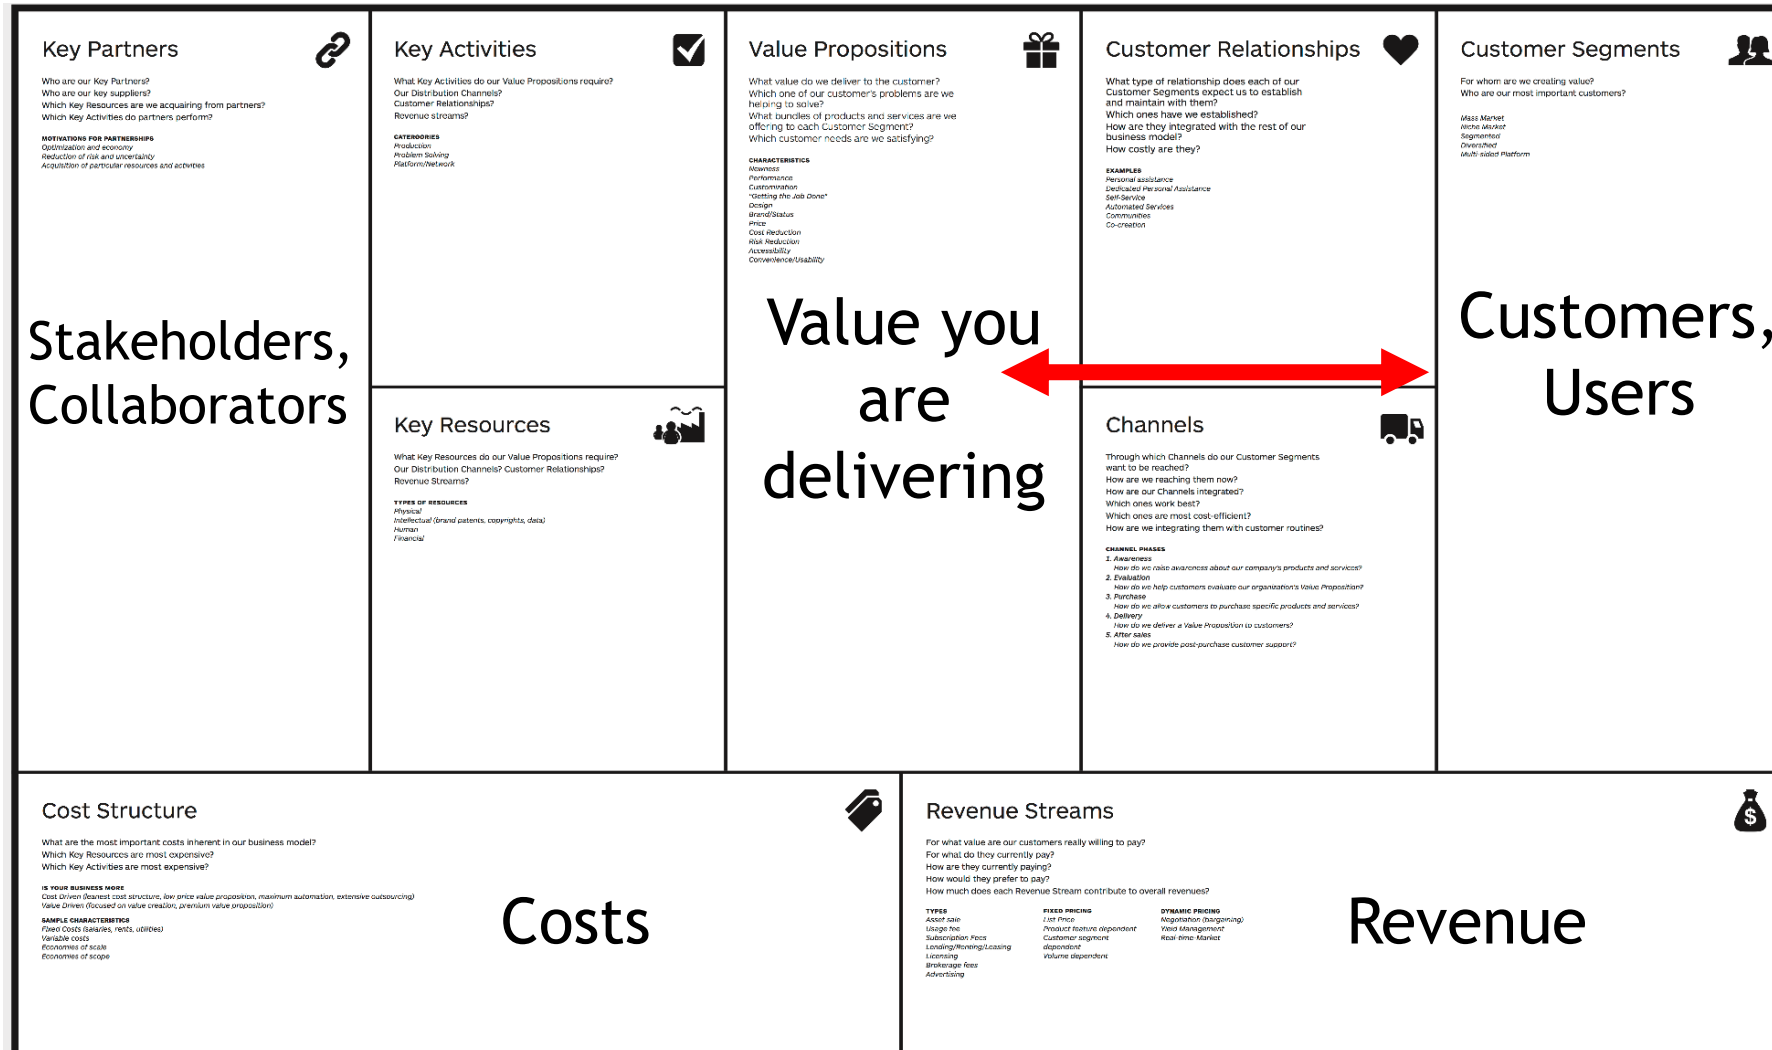 Key Partners
Who are our Key Partners?
Who are our key suppliers?
Which Key Resources are we acquairing from partners?
Which Key Activities do partners perform?
MOTIVATIONS FOR PARTNERSHIPS
Optimization and economy
Reduction of risk and uncertainty
Acquisition of particular resources and activities
Stakeholders,
Collaborators
Key Activities
What Key Activities do our Value Propositions require?
Our Distribution Channels?
Customer Relationships?
Revenue streams?
CATERGORIES
Production
Problem Solving
Platform/Network
Key Resources
What Key Resources do our Value Propositions require?
Our Distribution Channels? Customer Relationships?
Revenue Streams?
TYPES OF RESOURCES
Physical
Intellectual (brand patents, copyrights, data)
Human
Financial
Value Propositions
What value do we deliver to the customer?
Which one of our customer's problems are we
helping to solve?
What bundles of products and services are we
offering to each Customer Segment?
Which customer needs are we satisfying?
CHARACTERISTICS
Newness
Performance
Customization
"Getting the Job Done"
Design
Brand/Status
Price
Cost Reduction
Risk Reduction
Accessibility
Convenience/Usability
Value you
are
delivering
Customer Relationships
What type of relationship does each of our
Customer Segments expect us to establish
and maintain with them?
Which ones have we established?
How are they integrated with the rest of our
business model?
How costly are they?
EXAMPLES
Personal assistance
Dedicated Personal Assistance
Self-Service
Automated Services
Communities
Co-creation
Channels
Through which Channels do our Customer Segments
want to be reached?
How are we reaching them now?
How are our Channels integrated?
Which ones work best?
Which ones are most cost-efficient?
How are we integrating them with customer routines?
CHANNEL PHASES
1. Awareness
How do we raise awareness about our company's products and services?
2. Evaluation
How do we help customers evaluate our organization's Value Proposition?
3. Purchase
How do we allow customers to purchase specific products and services?
4. Delivery
How do we deliver a Value Proposition to customers?
5. After sales
How do we provide post-purchase customer support?
Customer Segments
For whom are we creating value?
Who are our most important customers?
Mass Market
Niche Market
Segmented
Diversified
Multi-sided Platform
Customers,
Users
Cost Structure
What are the most important costs inherent in our business model?
Which Key Resources are most expensive?
Which Key Activities are most expensive?
IS YOUR BUSINESS MORE
Cost Driven (leanest cost structure, low price value proposition, maximum automation, extensive outsourcing)
Value Driven (focused on value creation, premium value proposition)
SAMPLE CHARACTERISTICS
Fixed Costs (salaries, rents, utilities)
Variable costs
Economies of scale
Economies of scope
Costs
Revenue Streams
For what value are our customers really willing to pay?
For what do they currently pay?
How are they currently paying?
How would they prefer to pay?
How much does each Revenue Stream contribute to overall revenues?
TYPES
Asset sale
Usage fee
Subscription Fees
Lending/Renting/Leasing
Licensing
Brokerage fees
Advertising
FIXED PRICING
List Price
Product feature dependent
Customer segment
dependent
Volume dependent
DYNAMIC PRICING
Negotiation (bargaining)
Yield Management
Real-time-Market
Revenue
$